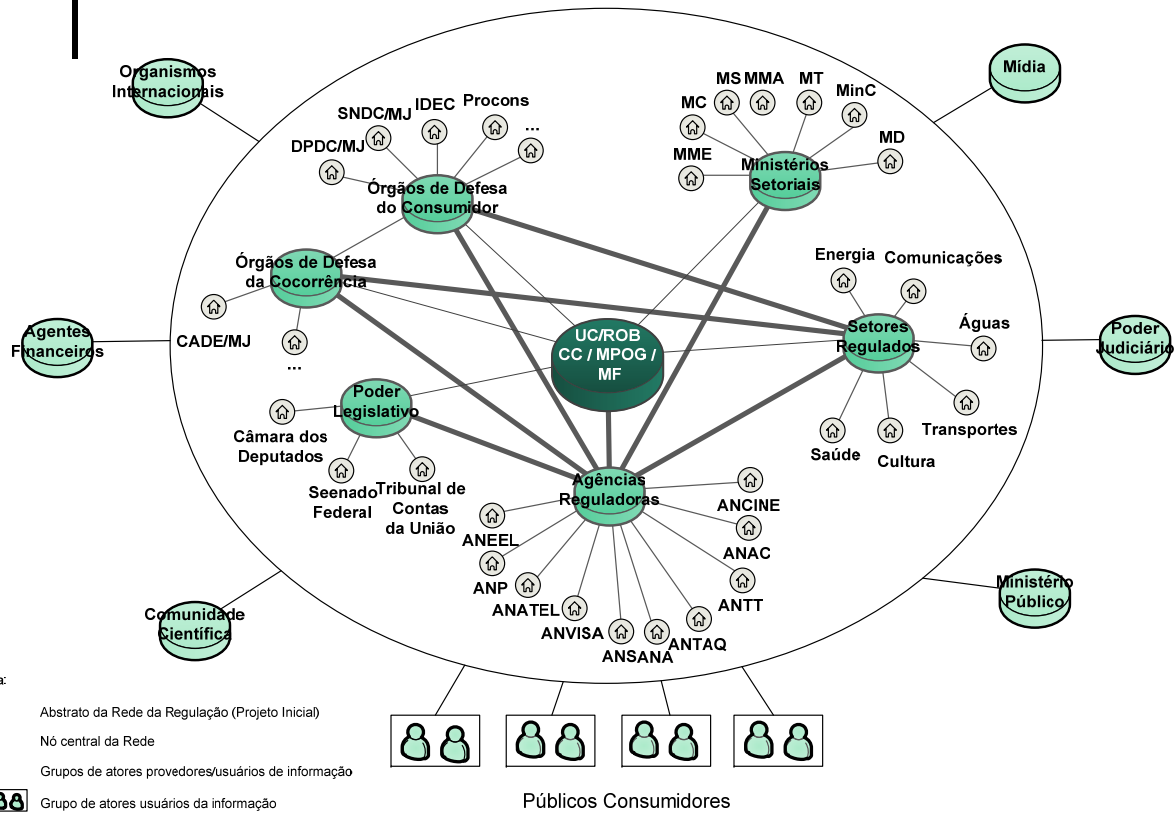 Organismos
Internacionais
Mídia
MS
MMA
MT
MC
MinC
MD
MME
Ministérios
Setoriais
SNDC/MJ
IDEC
Procons
...
DPDC/MJ
Órgãos de Defesa
do Consumidor
Órgãos de Defesa
da Cocorrência
CADE/MJ
...
Energia
Comunicações
Águas
Setores
Regulados
Transportes
Saúde
Cultura
Agentes
Financeiros
UC/ROB
CC / MPOG /
MF
Poder
Judiciário
Poder
Legislativo
Câmara dos
Deputados
Seenado
Federal
Tribunal de
Contas
da União
Agências
Reguladoras
ANEEL
ANP
ANATEL
ANVISA
ANS
ANA
ANTAQ
ANTT
ANAC
ANCINE
Comunidade
Científica
Ministério
Público
a:
Abstrato da Rede da Regulação (Projeto Inicial)
Nó central da Rede
Grupos de atores provedores/usuários de informação
Grupo de atores usuários da informação
Públicos Consumidores